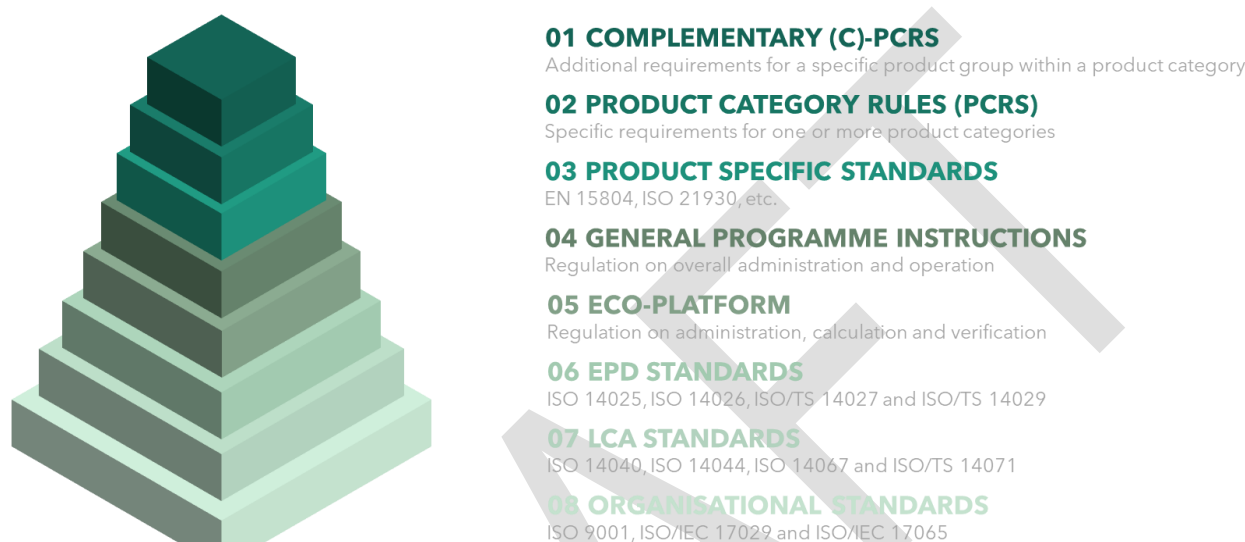 01 COMPLEMENTARY (C)-PCRS
Additional requirements for a specific product group within a product category
02 PRODUCT CATEGORY RULES (PCRS)
Specific requirements for one or more product categories
03 PRODUCT SPECIFIC STANDARDS
EN 15804, ISO 21930, etc.
04 GENERAL PROGRAMME INSTRUCTIONS
Regulation on overall administration and operation
05 ECO-PLATFORM
Regulation on administration, calculation and verification
06 EPD STANDARDS
ISO 14025, ISO 14026, ISO/TS 14027 and ISO/TS 14029
07 LCA STANDARDS
ISO 14040, ISO 14044, ISO 14067 and ISO/TS 14071
08 ORGANISATIONAL STANDARDS
ISO 9001, ISO/IEC 17029 and ISO/IEC 17065